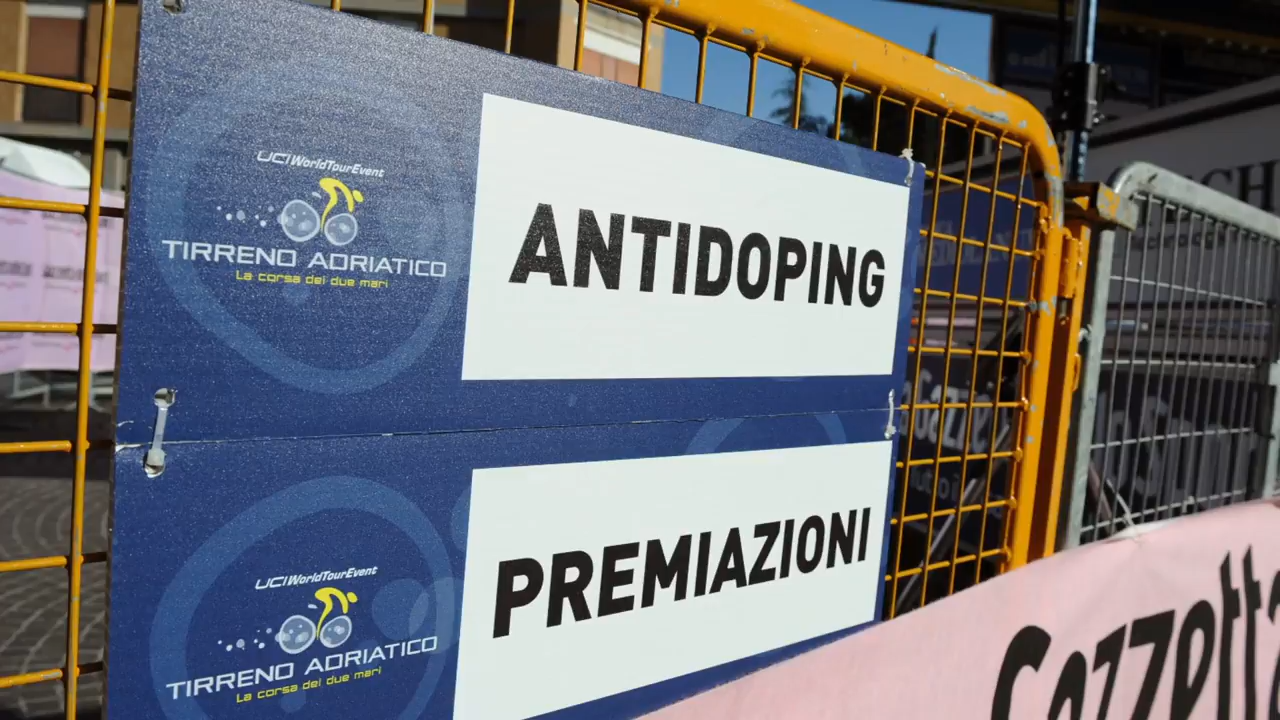 UCI WorldTourEvent
TIRRENO ADRIATICO
La corsa dei due mari
ANTIDOPING
UCI WorldTourEvent
TIRRENO ADRIATICO
La corsa dei due mari
PREMIAZIONI
Gazzetta